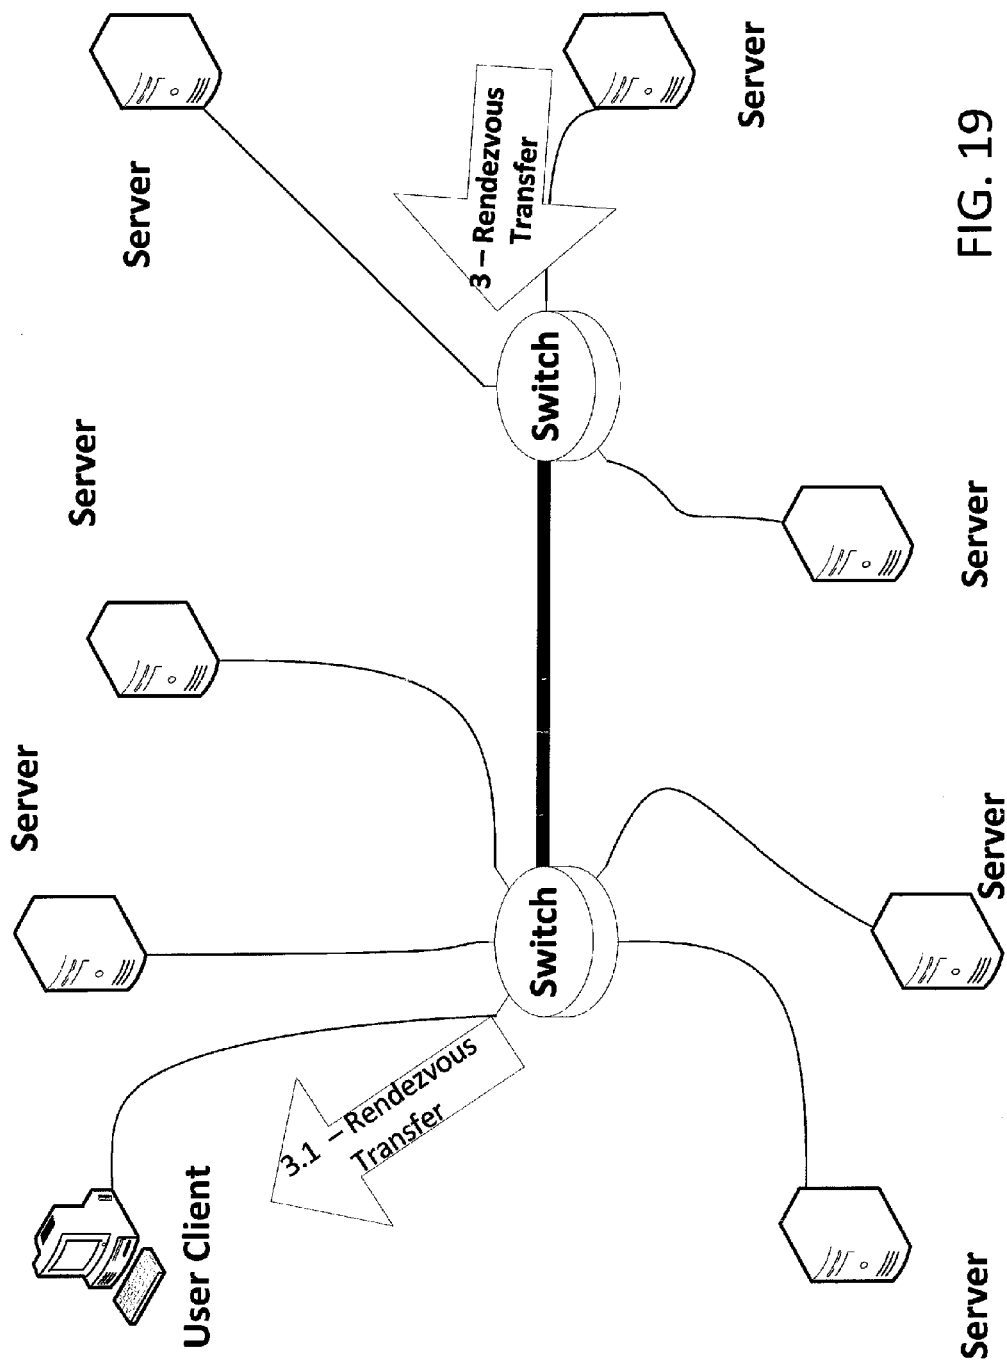 Server
Server
Server
User Client
3.1 – Rendezvous
Transfer
3 – Rendezvous
Transfer
Switch
Switch
Server
Server
Server
Server
FIG. 19